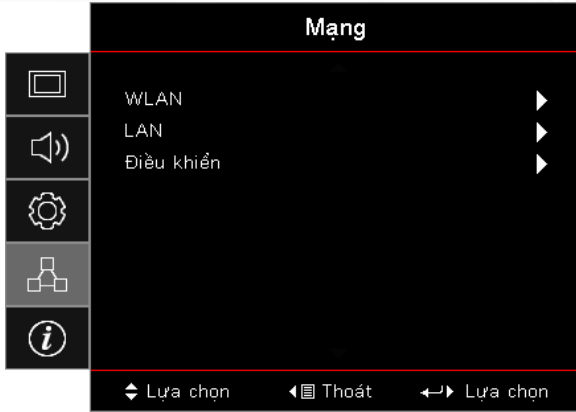 Mạng
WLAN
LAN
Điều khiển
Lựa chọn Thoát Lựa chọn